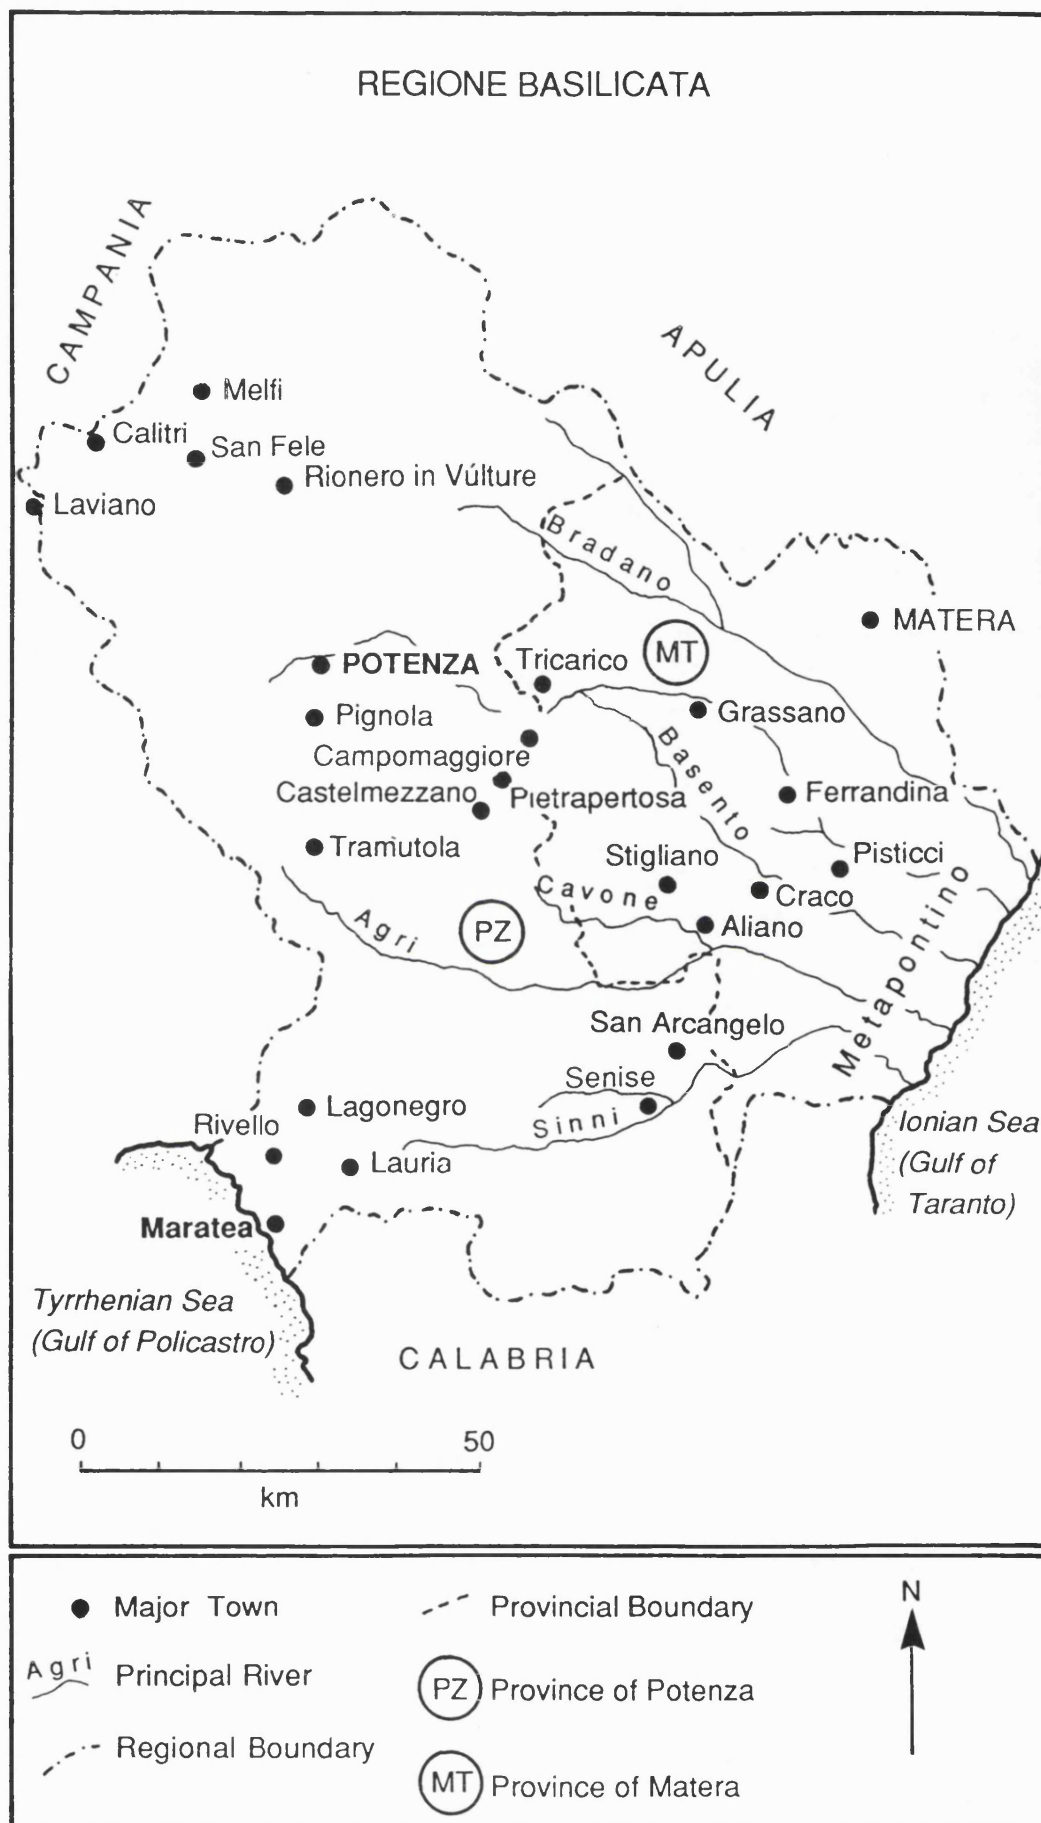 REGIONE BASILICATA
CAMPANIA
APULIA
Melfi
Calitri
San Fele
Rionero in Vúlture
Laviano
Bradano
MATERA
MT
POTENZA
Tricarico
Pignola
Grassano
Campomaggiore
Basento
Castelmezzano
Pietrapertosa
Ferrandina
Tramutola
Stigliano
Pisticci
Cavone
Craco
Agri
PZ
Aliano
Metapontino
San Arcangelo
Senise
Lagonegro
Rivello
Sinni
Ionian Sea
(Gulf of
Taranto)
Lauria
Maratea
Tyrrhenian Sea
(Gulf of Policastro)
CALABRIA
0 50
km
Major Town
Provincial Boundary
N
Agri
Principal River
PZ Province of Potenza
Regional Boundary
MT Province of Matera